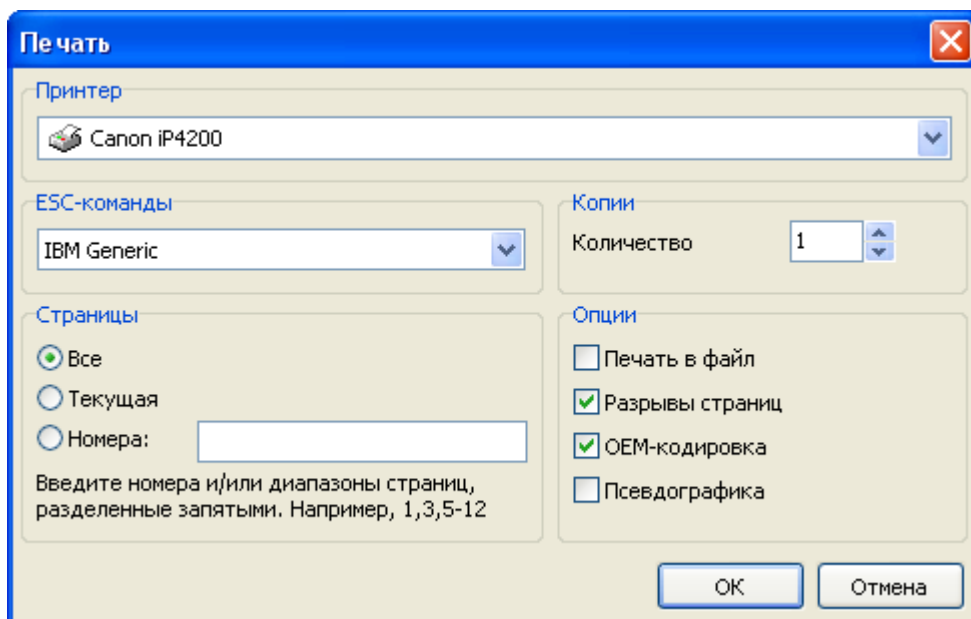 Печать
Принтер
Canon iP4200
ESC-команды
IBM Generic
Копии
Количество 1
Страницы
Все
Текущая
Номера:
Введите номера и/или диапазоны страниц,
разделенные запятыми. Например, 1,3,5-12
Опции
Печать в файл
Разрывы страниц
OEM-кодировка
Псевдографика
OK
Отмена